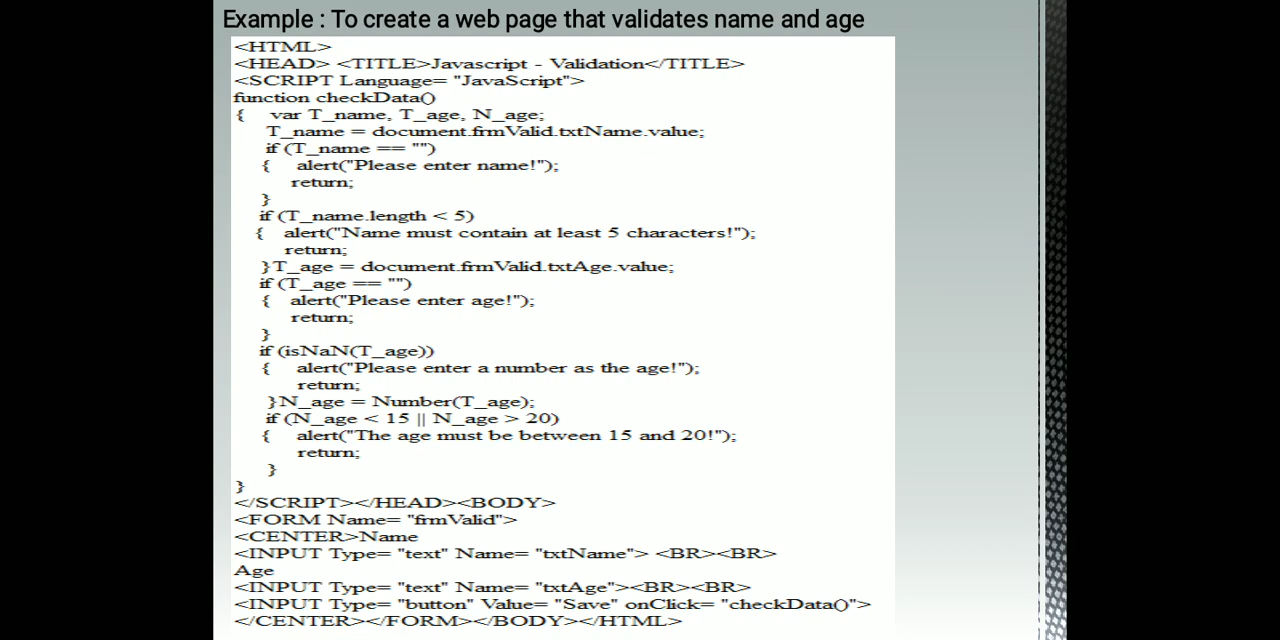 Example : To create a web page that validates name and age
<HTML>
<HEAD> <TITLE>Javascript - Validation</TITLE>
<SCRIPT Language= "JavaScript">
function checkData()
{ var T_name, T_age, N_age;
T_name = document.frmValid.txtName.value;
if (T_name == "")
{ alert("Please enter name!");
return;
}
if (T_name.length < 5)
{ alert("Name must contain at least 5 characters!");
return;
}T_age = document.frmValid.txtAge.value;
if (T_age == "")
{ alert("Please enter age!");
return;
}
if (isNaN(T_age))
{ alert("Please enter a number as the age!");
return;
}N_age = Number(T_age);
if (N_age < 15 || N_age > 20)
{ alert("The age must be between 15 and 20!");
return;
}
}
</SCRIPT></HEAD><BODY>
<FORM Name= "frmValid">
<CENTER>Name
<INPUT Type= "text" Name= "txtName"> <BR><BR>
Age
<INPUT Type= "text" Name= "txtAge"><BR><BR>
<INPUT Type= "button" Value= "Save" onClick= "checkData()">
</CENTER></FORM></BODY></HTML>